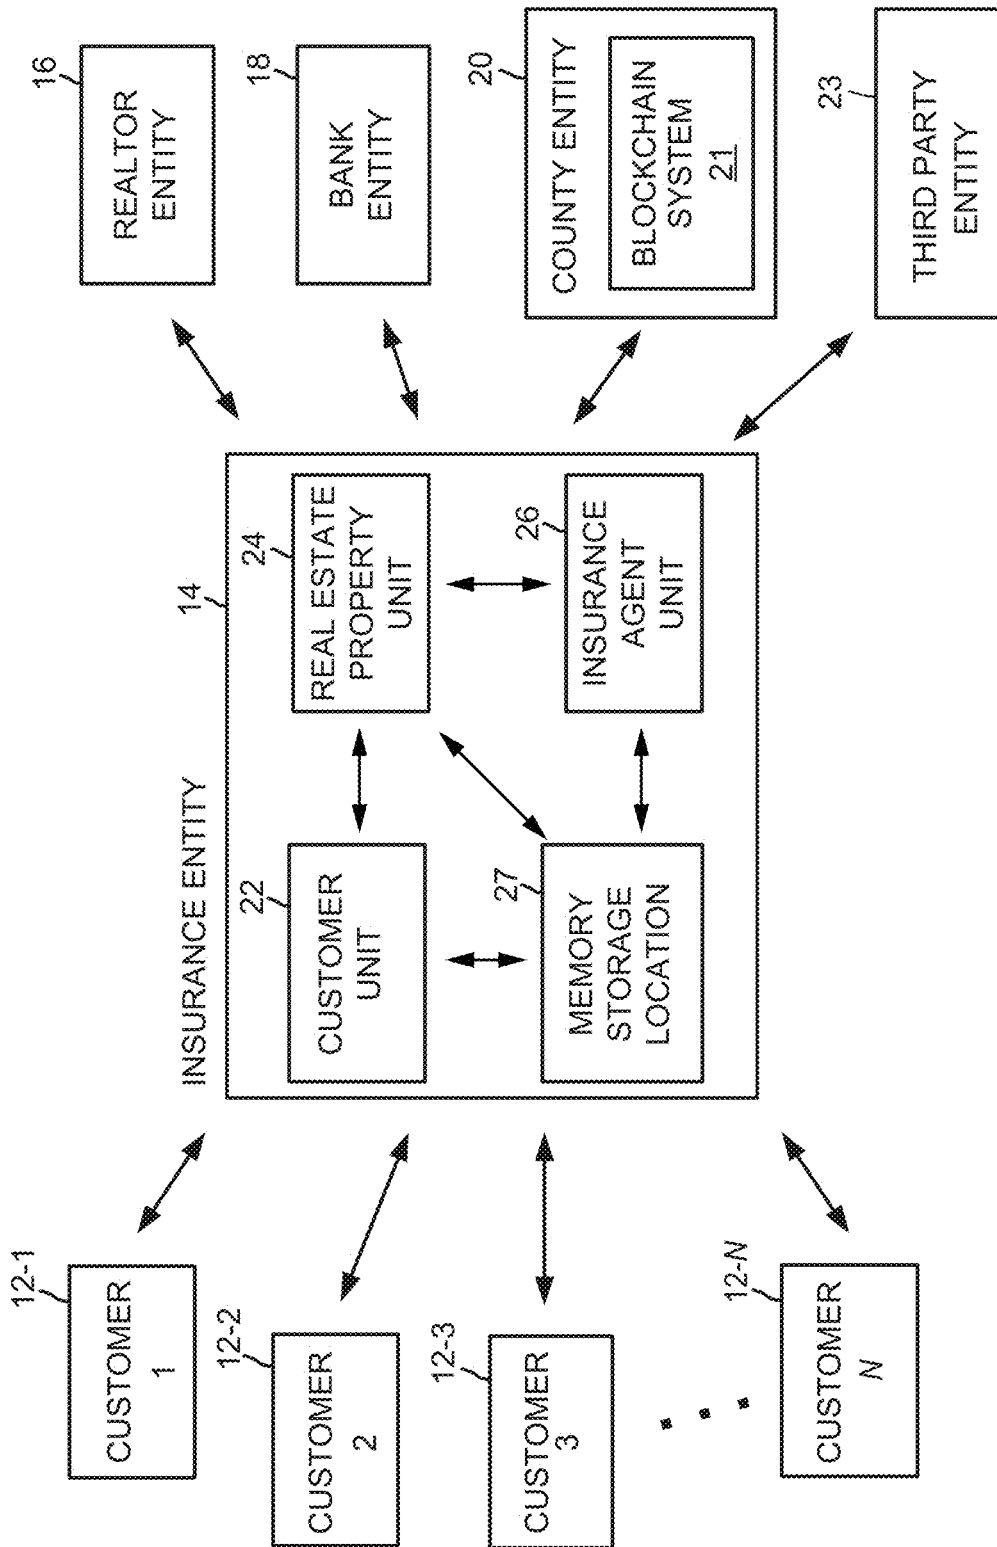 12-1
CUSTOMER
1
12-2
CUSTOMER
2
12-3
CUSTOMER
3
12-N
CUSTOMER
N
INSURANCE ENTITY
14
22
CUSTOMER
UNIT
24
REAL ESTATE
PROPERTY
UNIT
27
MEMORY
STORAGE
LOCATION
26
INSURANCE
AGENT
UNIT
16
REALTOR
ENTITY
18
BANK
ENTITY
20
COUNTY ENTITY
BLOCKCHAIN
SYSTEM
21
23
THIRD PARTY
ENTITY